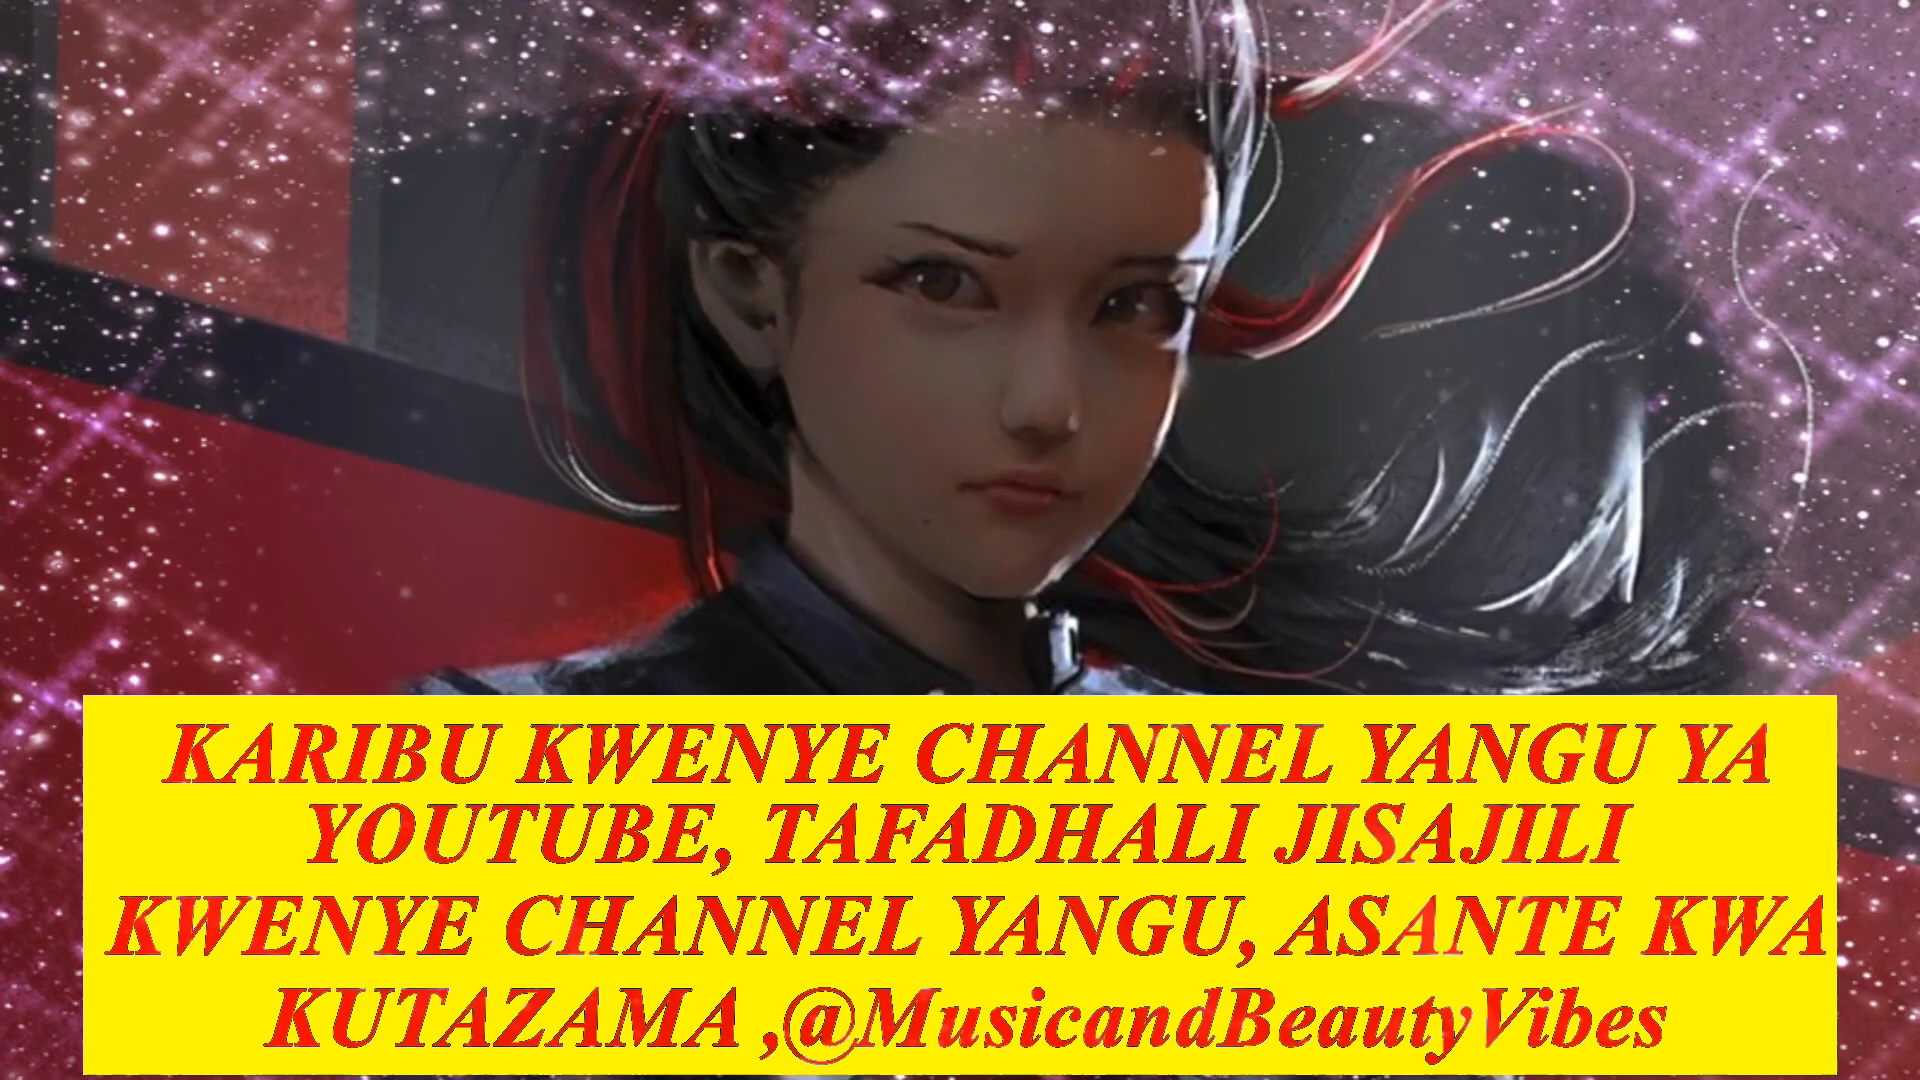 KARIBU KWENYE CHANNEL YANGU YA
YOUTUBE, TAFADHALI JISAJILI
KWENYE CHANNEL YANGU, ASANTE KWA
KUTAZAMA ,@MusicandBeautyVibes